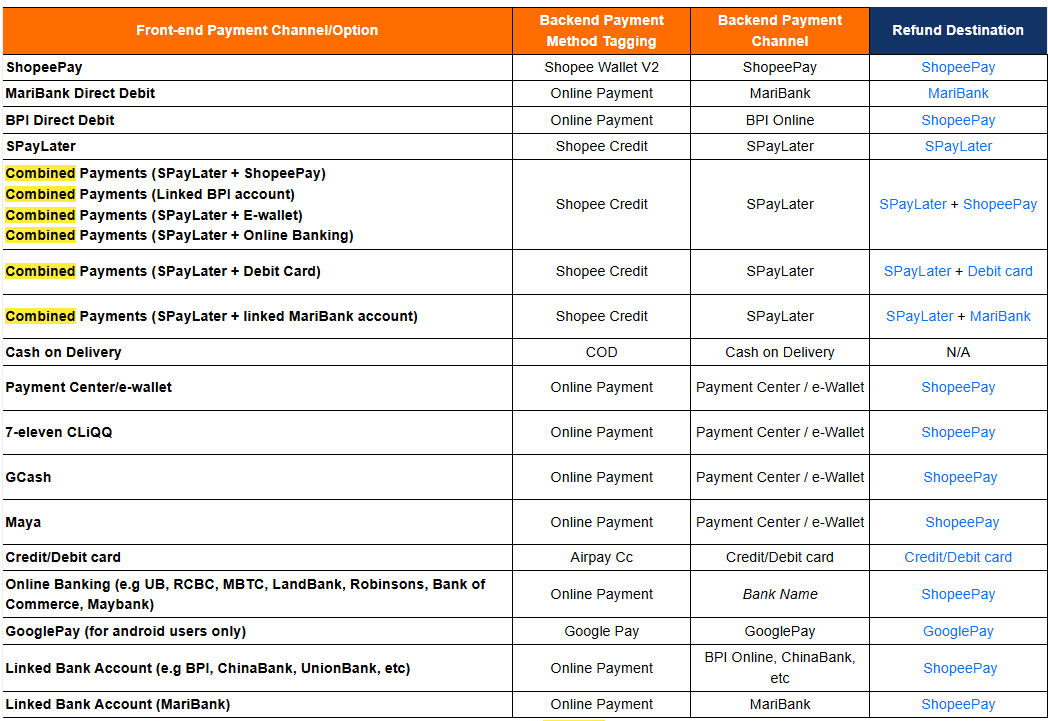 Front-end Payment Channel/Option
Backend Payment
Method Tagging
Backend Payment
Channel
Refund Destination
ShopeePay
Shopee Wallet V2
ShopeePay
ShopeePay
MariBank Direct Debit
Online Payment
MariBank
MariBank
BPI Direct Debit
Online Payment
BPI Online
ShopeePay
SPayLater
Shopee Credit
SPayLater
SPayLater
Combined Payments (SPayLater + ShopeePay)
Combined Payments (Linked BPI account)
Combined Payments (SPayLater + E-wallet)
Combined Payments (SPayLater + Online Banking)
Shopee Credit
SPayLater
SPayLater + ShopeePay
Combined Payments (SPayLater + Debit Card)
Shopee Credit
SPayLater
SPayLater + Debit card
Combined Payments (SPayLater + linked MariBank account)
Shopee Credit
SPayLater
SPayLater + MariBank
Cash on Delivery
COD
Cash on Delivery
N/A
Payment Center/e-wallet
Online Payment
Payment Center / e-Wallet
ShopeePay
7-eleven CLiQQ
Online Payment
Payment Center / e-Wallet
ShopeePay
GCash
Online Payment
Payment Center / e-Wallet
ShopeePay
Maya
Online Payment
Payment Center / e-Wallet
ShopeePay
Credit/Debit card
Airpay Cc
Credit/Debit card
Credit/Debit card
Online Banking (e.g UB, RCBC, MBTC, LandBank, Robinsons, Bank of
Commerce, Maybank)
Online Payment
Bank Name
ShopeePay
GooglePay (for android users only)
Google Pay
GooglePay
GooglePay
Linked Bank Account (e.g BPI, ChinaBank, UnionBank, etc)
Online Payment
BPI Online, ChinaBank,
etc
ShopeePay
Linked Bank Account (MariBank)
Online Payment
MariBank
ShopeePay